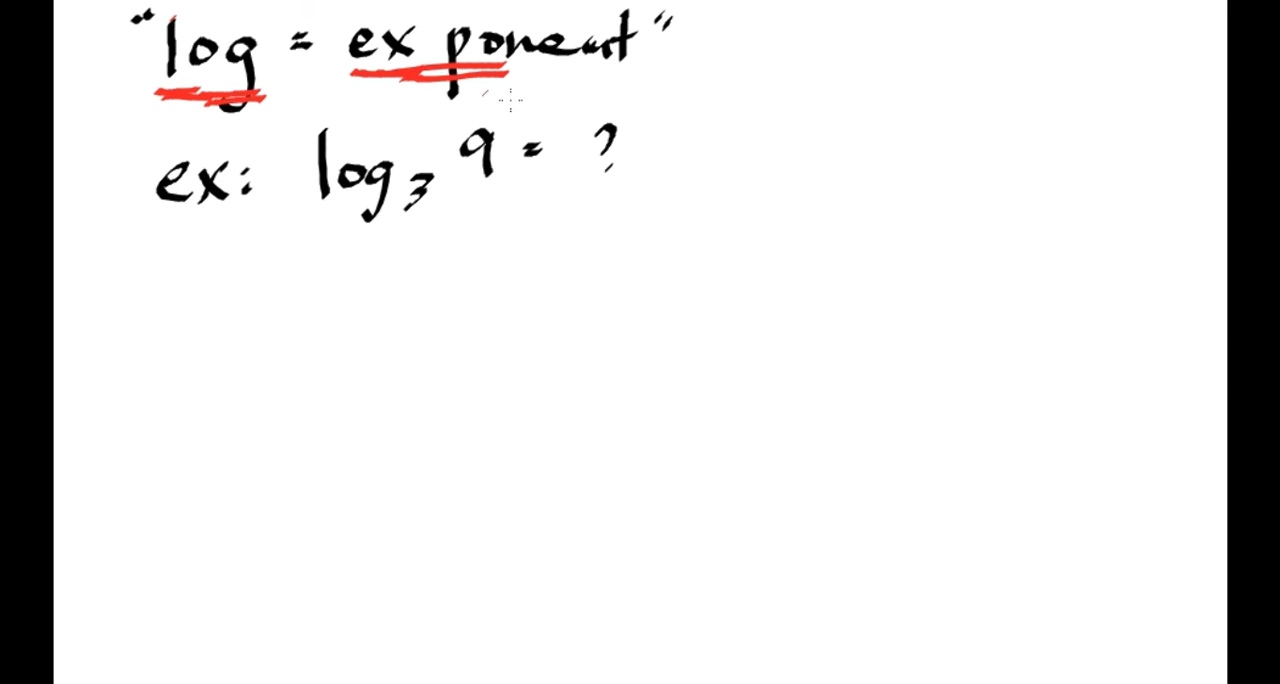 "log = exponent"
ex: log₃ 9 = ?